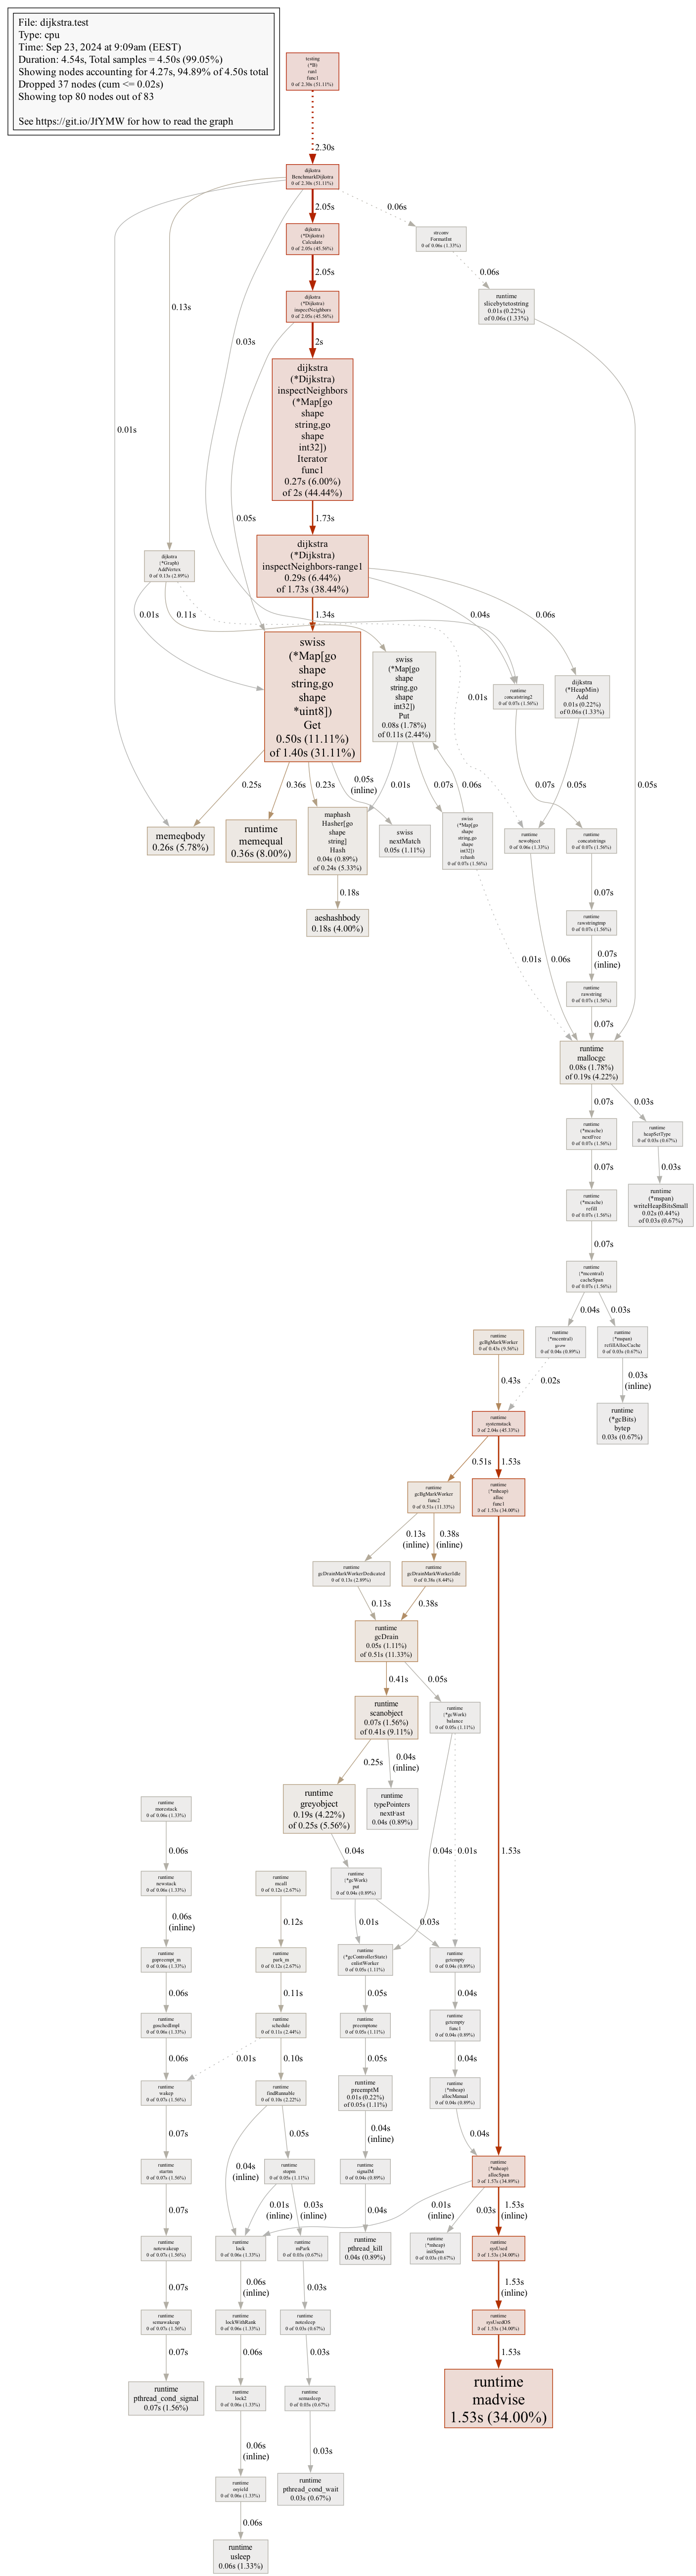 File: dijkstra.test
Type: cpu
Time: Sep 23, 2024 at 9:09am (EEST)
Duration: 4.54s, Total samples = 4.50s (99.05%)
Showing nodes accounting for 4.27s, 94.89% of 4.50s total
Dropped 37 nodes (cum <= 0.02s)
Showing top 80 nodes out of 83
See https://git.io/JfYMW for how to read the graph
testing
(*B)
run1
func1
0 of 2.30s (51.11%)
2.30s
dijkstra
BenchmarkDijkstra
0 of 2.30s (51.11%)
2.05s
0.06s
dijkstra
(*Dijkstra)
Calculate
0 of 2.05s (45.56%)
strconv
FormatInt
0 of 0.06s (1.33%)
0.13s
0.03s
2.05s
0.06s
dijkstra
(*Dijkstra)
inspectNeighbors
0 of 2.05s (45.56%)
runtime
slicebytetostring
0.01s (0.22%)
of 0.06s (1.33%)
2s
dijkstra
(*Dijkstra)
inspectNeighbors
(*Map[go
shape
string,go
shape
int32])
Iterator
func1
0.27s (6.00%)
of 2s (44.44%)
0.01s
0.05s
1.73s
dijkstra
(*Graph)
AddVertex
0 of 0.13s (2.89%)
dijkstra
(*Dijkstra)
inspectNeighbors-range1
0.29s (6.44%)
of 1.73s (38.44%)
0.01s
0.11s
1.34s
0.04s
0.06s
swiss
(*Map[go
shape
string,go
shape
*uint8])
Get
0.50s (11.11%)
of 1.40s (31.11%)
swiss
(*Map[go
shape
string,go
shape
int32])
Put
0.08s (1.78%)
of 0.11s (2.44%)
0.01s
runtime
concatstring2
0 of 0.07s (1.56%)
dijkstra
(*HeapMin)
Add
0.01s (0.22%)
of 0.06s (1.33%)
0.25s
0.36s
0.23s
0.05s
(inline)
0.01s
0.07s
0.06s
0.07s
0.05s
0.05s
memeqbody
0.26s (5.78%)
runtime
memequal
0.36s (8.00%)
maphash
Hasher[go
shape
string]
Hash
0.04s (0.89%)
of 0.24s (5.33%)
swiss
nextMatch
0.05s (1.11%)
swiss
(*Map[go
shape
string,go
shape
int32])
rehash
0 of 0.07s (1.56%)
runtime
newobject
0 of 0.06s (1.33%)
runtime
concatstrings
0 of 0.07s (1.56%)
0.18s
0.07s
aeshashbody
0.18s (4.00%)
runtime
rawstringtmp
0 of 0.07s (1.56%)
0.01s
0.06s
0.07s
(inline)
runtime
rawstring
0 of 0.07s (1.56%)
0.07s
runtime
mallocgc
0.08s (1.78%)
of 0.19s (4.22%)
0.07s
0.03s
runtime
(*mcache)
nextFree
0 of 0.07s (1.56%)
runtime
heapSetType
0 of 0.03s (0.67%)
0.07s
0.03s
runtime
(*mcache)
refill
0 of 0.07s (1.56%)
runtime
(*mspan)
writeHeapBitsSmall
0.02s (0.44%)
of 0.03s (0.67%)
0.07s
runtime
(*mcentral)
cacheSpan
0 of 0.07s (1.56%)
0.04s
0.03s
runtime
gcBgMarkWorker
0 of 0.43s (9.56%)
runtime
(*mcentral)
grow
0 of 0.04s (0.89%)
runtime
(*mspan)
refillAllocCache
0 of 0.03s (0.67%)
0.43s
0.02s
0.03s
(inline)
runtime
systemstack
0 of 2.04s (45.33%)
runtime
(*gcBits)
bytep
0.03s (0.67%)
0.51s
1.53s
runtime
gcBgMarkWorker
func2
0 of 0.51s (11.33%)
runtime
(*mheap)
alloc
func1
0 of 1.53s (34.00%)
0.13s
(inline)
0.38s
(inline)
runtime
gcDrainMarkWorkerDedicated
0 of 0.13s (2.89%)
runtime
gcDrainMarkWorkerIdle
0 of 0.38s (8.44%)
0.13s
0.38s
runtime
gcDrain
0.05s (1.11%)
of 0.51s (11.33%)
0.41s
0.05s
runtime
scanobject
0.07s (1.56%)
of 0.41s (9.11%)
runtime
(*gcWork)
balance
0 of 0.05s (1.11%)
0.25s
0.04s
(inline)
runtime
greyobject
0.19s (4.22%)
of 0.25s (5.56%)
runtime
typePointers
nextFast
0.04s (0.89%)
runtime
morestack
0 of 0.06s (1.33%)
0.06s
0.04s
0.04s
0.01s
1.53s
runtime
newstack
0 of 0.06s (1.33%)
runtime
mcall
0 of 0.12s (2.67%)
runtime
(*gcWork)
put
0 of 0.04s (0.89%)
0.06s
(inline)
0.12s
0.01s
0.03s
runtime
gopreempt_m
0 of 0.06s (1.33%)
runtime
park_m
0 of 0.12s (2.67%)
runtime
(*gcControllerState)
enlistWorker
0 of 0.05s (1.11%)
runtime
getempty
0 of 0.04s (0.89%)
0.06s
0.11s
0.05s
0.04s
runtime
goschedImpl
0 of 0.06s (1.33%)
runtime
schedule
0 of 0.11s (2.44%)
runtime
preemptone
0 of 0.05s (1.11%)
runtime
getempty
func1
0 of 0.04s (0.89%)
0.06s
0.01s
0.10s
0.05s
0.04s
runtime
wakep
0 of 0.07s (1.56%)
runtime
findRunnable
0 of 0.10s (2.22%)
runtime
preemptM
0.01s (0.22%)
of 0.05s (1.11%)
runtime
(*mheap)
allocManual
0 of 0.04s (0.89%)
0.07s
0.04s
(inline)
0.05s
0.04s
(inline)
0.04s
runtime
startm
0 of 0.07s (1.56%)
runtime
stopm
0 of 0.05s (1.11%)
runtime
signalM
0 of 0.04s (0.89%)
runtime
(*mheap)
allocSpan
0 of 1.57s (34.89%)
0.07s
0.01s
(inline)
0.03s
(inline)
0.04s
0.01s
(inline)
0.03s
1.53s
(inline)
runtime
notewakeup
0 of 0.07s (1.56%)
runtime
lock
0 of 0.06s (1.33%)
runtime
mPark
0 of 0.03s (0.67%)
runtime
pthread_kill
0.04s (0.89%)
runtime
(*mheap)
initSpan
0 of 0.03s (0.67%)
runtime
sysUsed
0 of 1.53s (34.00%)
0.07s
0.06s
(inline)
0.03s
1.53s
(inline)
runtime
semawakeup
0 of 0.07s (1.56%)
runtime
lockWithRank
0 of 0.06s (1.33%)
runtime
notesleep
0 of 0.03s (0.67%)
runtime
sysUsedOS
0 of 1.53s (34.00%)
0.07s
0.06s
0.03s
1.53s
runtime
pthread_cond_signal
0.07s (1.56%)
runtime
lock2
0 of 0.06s (1.33%)
runtime
semasleep
0 of 0.03s (0.67%)
runtime
madvise
1.53s (34.00%)
0.06s
(inline)
0.03s
runtime
osyield
0 of 0.06s (1.33%)
runtime
pthread_cond_wait
0.03s (0.67%)
0.06s
runtime
usleep
0.06s (1.33%)